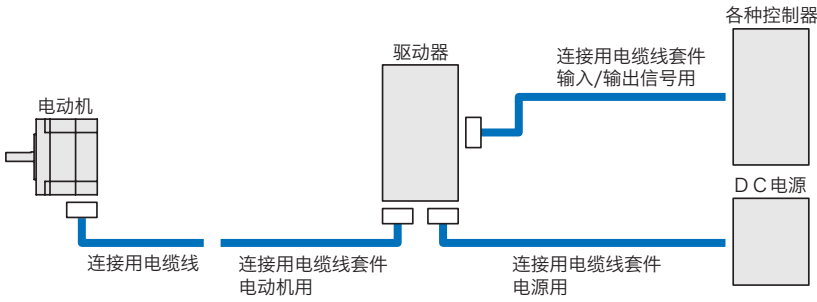 各种控制器
驱动器
连接用电缆线套件
输入/输出信号用
电动机
DC电源
连接用电缆线
连接用电缆线套件
电动机用
连接用电缆线套件
电源用